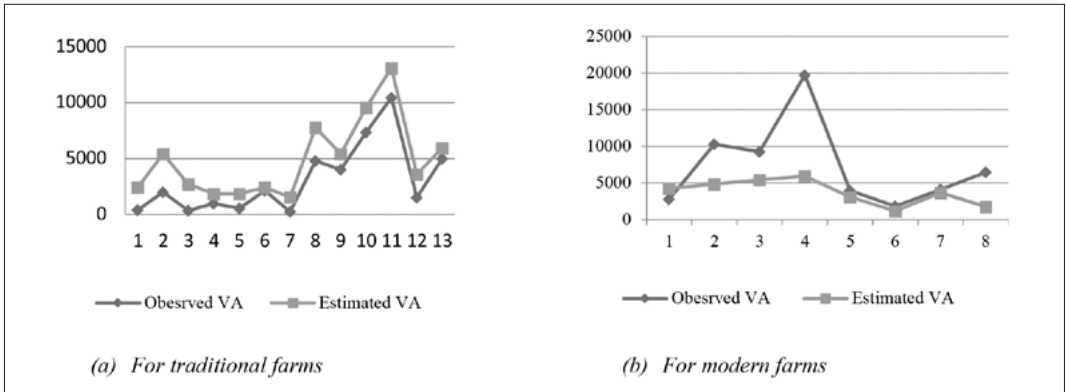 15000
10000
5000
0
1 2 3 4 5 6 7 8 9 10 11 12 13
Obesrved VA Estimated VA
(a) For traditional farms
25000
20000
15000
10000
5000
0
1 2 3 4 5 6 7 8
Obesrved VA Estimated VA
(b) For modern farms